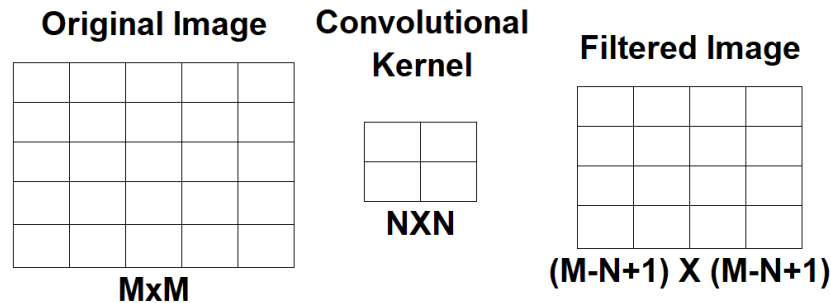 Original Image
MxM
Convolutional
Kernel
NXN
Filtered Image
(M-N+1) X (M-N+1)